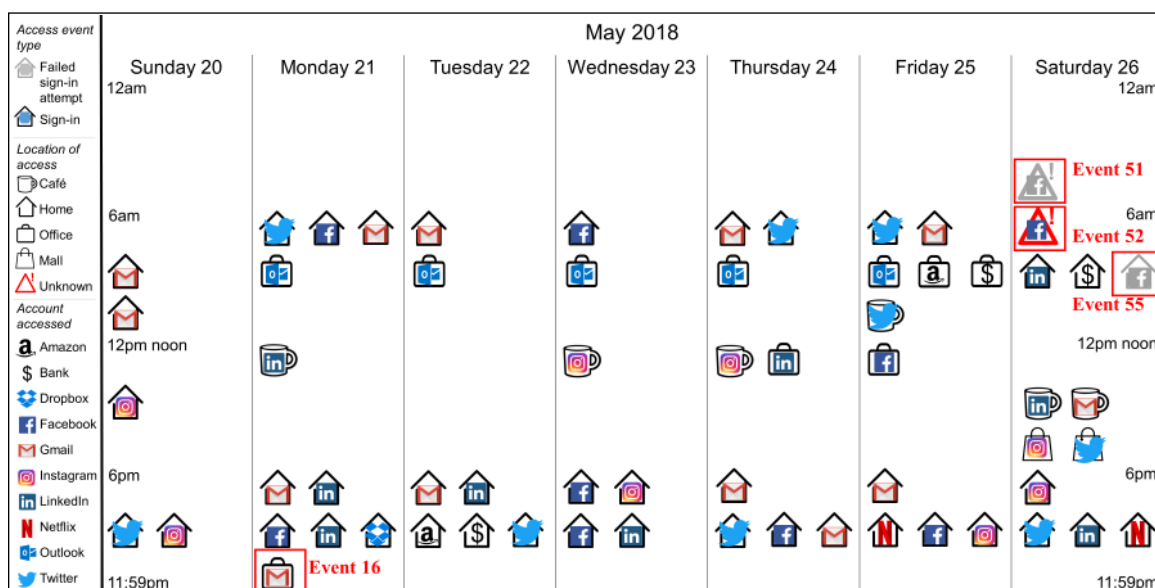 May 2018
Access event
type
Failed
sign-in
attempt
Sign-in
Location of
access
Café
Home
Office
Mall
Unknown
Account
accessed
Amazon
Bank
Dropbox
Facebook
Gmail
Instagram
LinkedIn
Netflix
Outlook
Twitter
Sunday 20
Monday 21
Tuesday 22
Wednesday 23
Thursday 24
Friday 25
Saturday 26
12am
12am
Event 51
6am
6am
Event 52
Event 55
12pm noon
12pm noon
6pm
6pm
Event 16
11:59pm
11:59pm